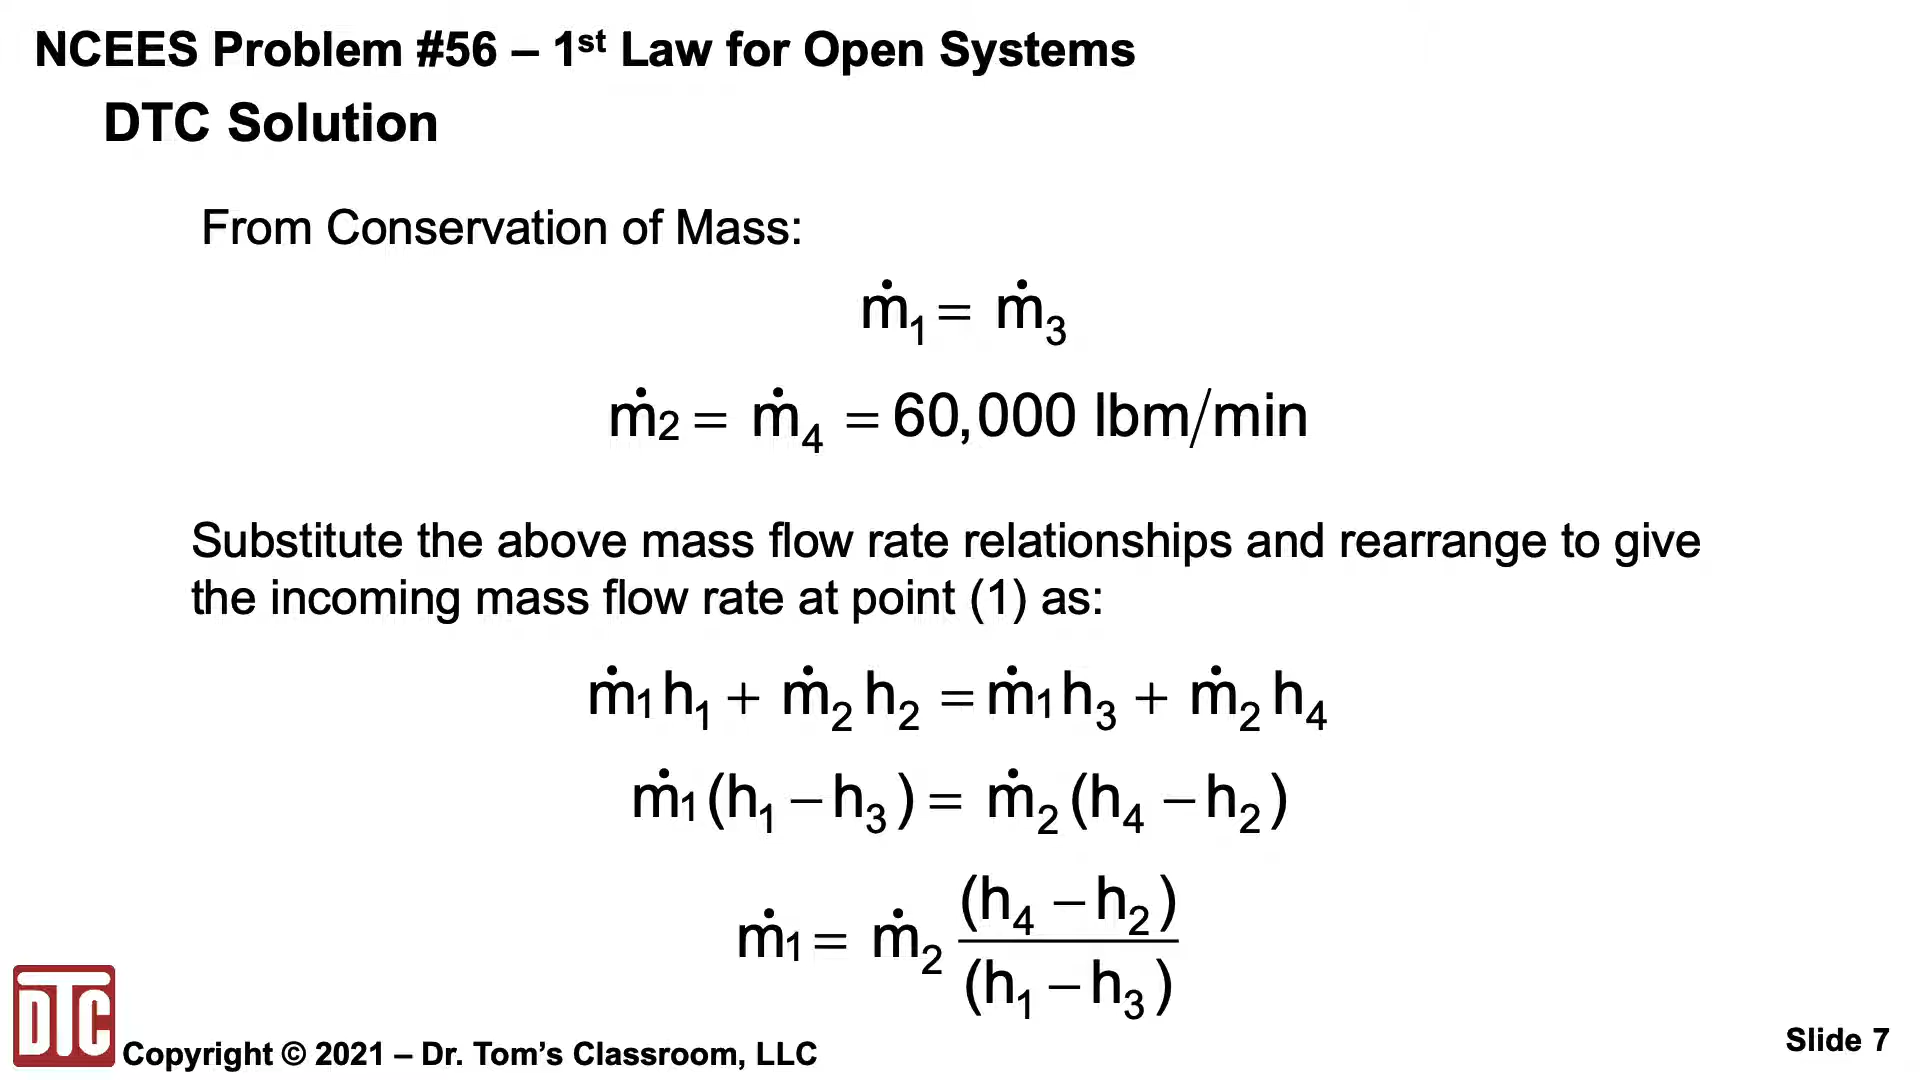 NCEES Problem #56 – 1st Law for Open Systems
DTC Solution
From Conservation of Mass:
ṁ₁ = ṁ₃
ṁ₂ = ṁ₄ = 60,000 lbm/min
Substitute the above mass flow rate relationships and rearrange to give
the incoming mass flow rate at point (1) as:
ṁ₁h₁ + ṁ₂h₂ = ṁ₁h₃ + ṁ₂h₄
ṁ₁(h₁ – h₃) = ṁ₂(h₄ – h₂)
ṁ₁ = ṁ₂ (h₄ – h₂) / (h₁ – h₃)
DTC
Copyright © 2021 – Dr. Tom's Classroom, LLC
Slide 7